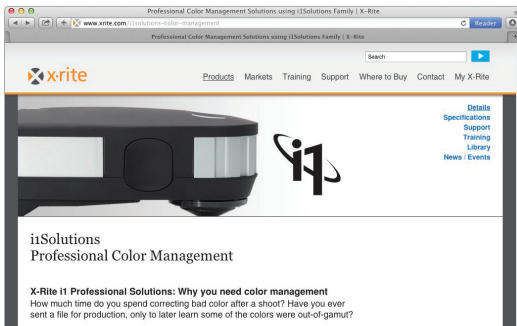 Professional Color Management Solutions using i1Solutions Family | X-Rite
www.xrite.com/i1solutions-color-management
Reader
Professional Color Management Solutions using i1Solutions Family | X-Rite
Search
x·rite
Products Markets Training Support Where to Buy Contact My X-Rite
Details
Specifications
Support
Training
Library
News / Events
i1
i1Solutions
Professional Color Management
X-Rite i1 Professional Solutions: Why you need color management
How much time do you spend correcting bad color after a shoot? Have you ever
sent a file for production, only to later learn some of the colors were out-of-gamut?